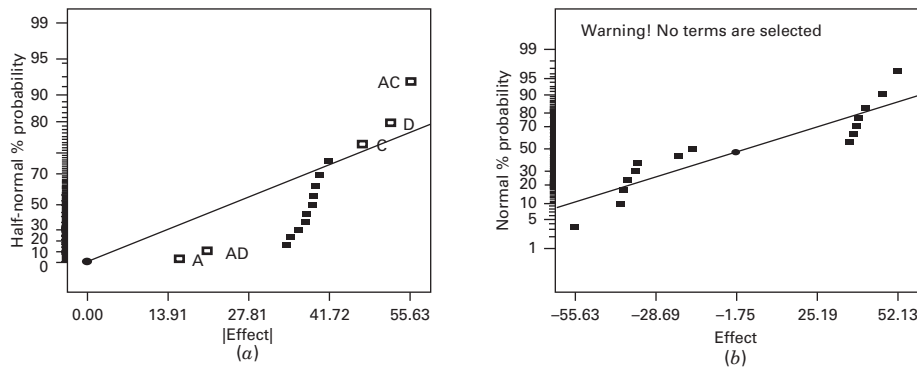 Half-normal % probability
99
95
90
80
70
50
30
20
10
0
AC
D
C
A
AD
0.00 13.91 27.81 41.72 55.63
|Effect|
(a)
Warning! No terms are selected
Normal % probability
99
95
90
80
70
50
30
20
10
5
1
−55.63 −28.69 −1.75 25.19 52.13
Effect
(b)